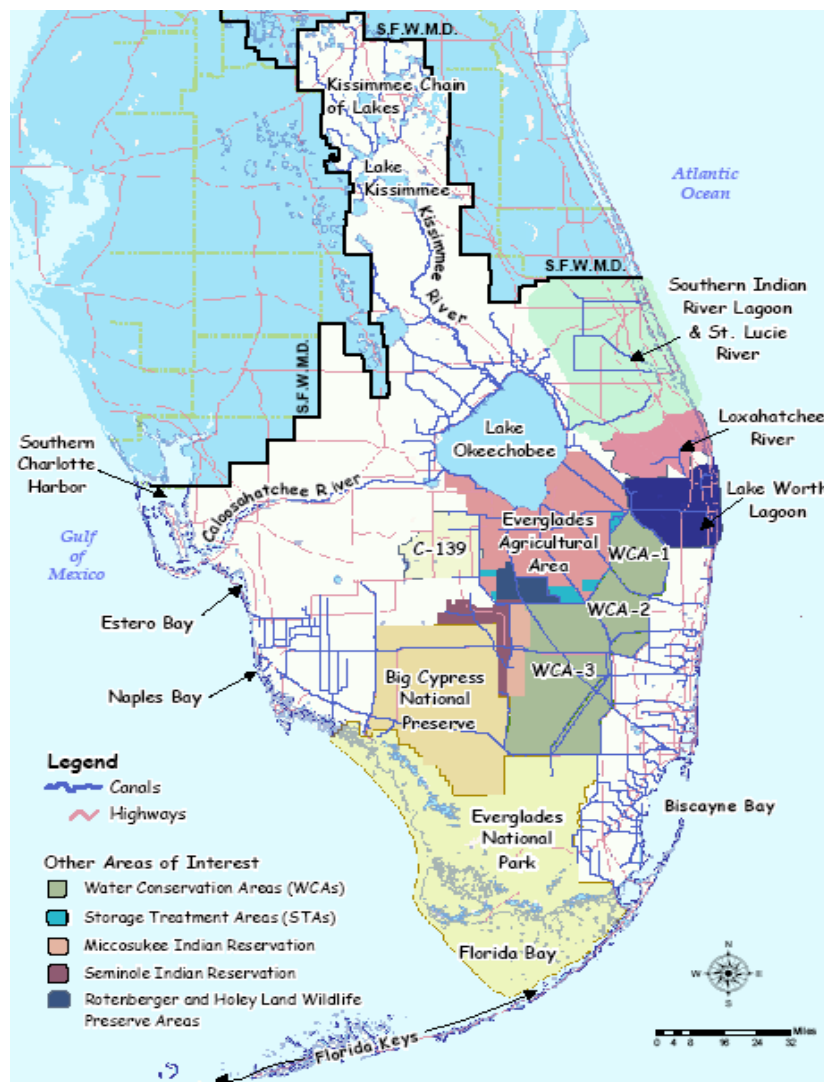 S.F.W.M.D.
Kissimmee Chain
of Lakes
Lake
Kissimmee
Atlantic
Ocean
Kissimmee
River
S.F.W.M.D.
Southern Indian
River Lagoon
& St. Lucie
River
S.F.W.M.D.
Lake
Okeechobee
Loxahatchee
River
Southern
Charlotte
Harbor
Caloosahatchee River
Lake Worth
Lagoon
Everglades
Agricultural
Area
Gulf
of
Mexico
C-139
WCA-1
WCA-2
Estero Bay
WCA-3
Naples Bay
Big Cypress
National
Preserve
Legend
Canals
Highways
Biscayne Bay
Everglades
National
Park
Other Areas of Interest
Water Conservation Areas (WCAs)
Storage Treatment Areas (STAs)
Miccosukee Indian Reservation
Seminole Indian Reservation
Rotenberger and Holey Land Wildlife
Preserve Areas
Florida Bay
N
W E
S
Miles
0 4 8 16 24 32
Florida Keys